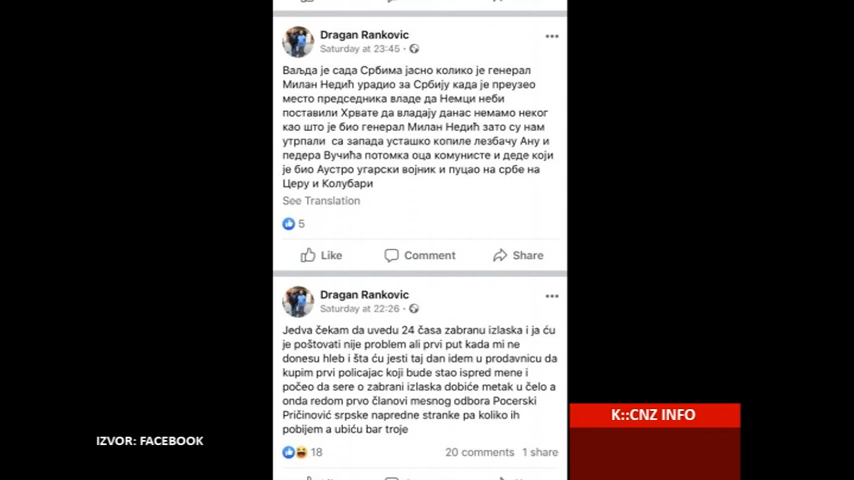 Dragan Rankovic
Saturday at 23:45 ·
Ваљда је сада Србима јасно колико је генерал
Милан Недић урадио за Србију када је преузео
место председника владе да Немци неби
поставили Хрвате да владају данас немамо неког
као што је био генерал Милан Недић зато су нам
утрпали са запада усташко копиле лезбачу Ану и
педера Вучића потомка оца комунисте и деде који
је био Аустро угарски војник и пуцао на србе на
Церу и Колубари
See Translation
5
Like Comment Share
Dragan Rankovic
Saturday at 22:26 ·
Jedva čekam da uvedu 24 časa zabranu izlaska i ja ću
je poštovati nije problem ali prvi put kada mi ne
donesu hleb i šta ću jesti taj dan idem u prodavnicu da
kupim prvi policajac koji bude stao ispred mene i
počeo da sere o zabrani izlaska dobiće metak u čelo a
onda redom prvo članovi mesnog odbora Pocerski
Pričinović srpske napredne stranke pa koliko ih
pobijem a ubiću bar troje
18 20 comments 1 share
K::CNZ INFO
IZVOR: FACEBOOK